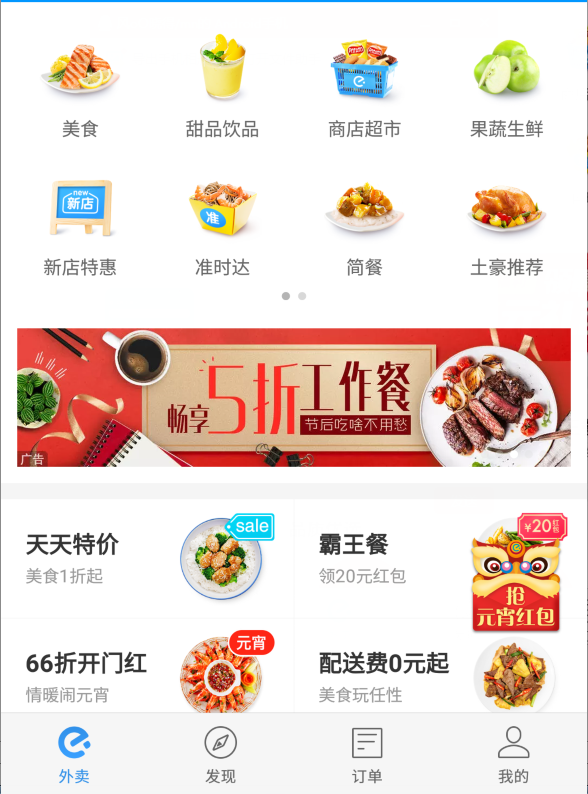 美食
甜品饮品
商店超市
果蔬生鲜
new
新店
准
新店特惠
准时达
简餐
土豪推荐
畅享5折工作餐
节后吃啥不用愁
广告
天天特价
美食1折起
sale
霸王餐
领20元红包
¥20红包
抢
元宵红包
66折开门红
情暖闹元宵
元宵
配送费0元起
美食玩任性
外卖
发现
订单
我的